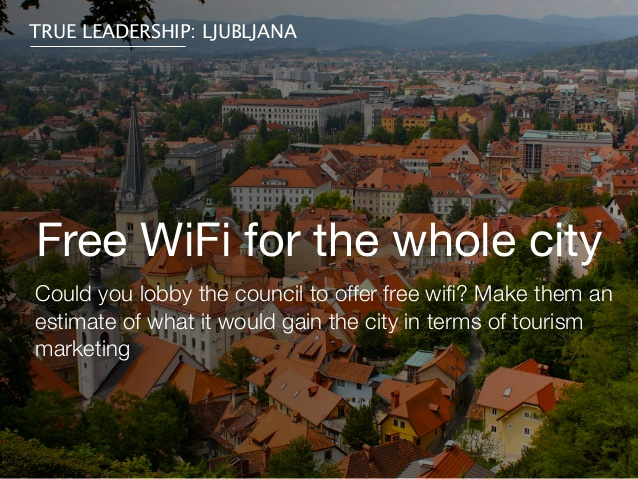 TRUE LEADERSHIP: LJUBLJANA
Free WiFi for the whole city
Could you lobby the council to offer free wifi? Make them an
estimate of what it would gain the city in terms of tourism
marketing